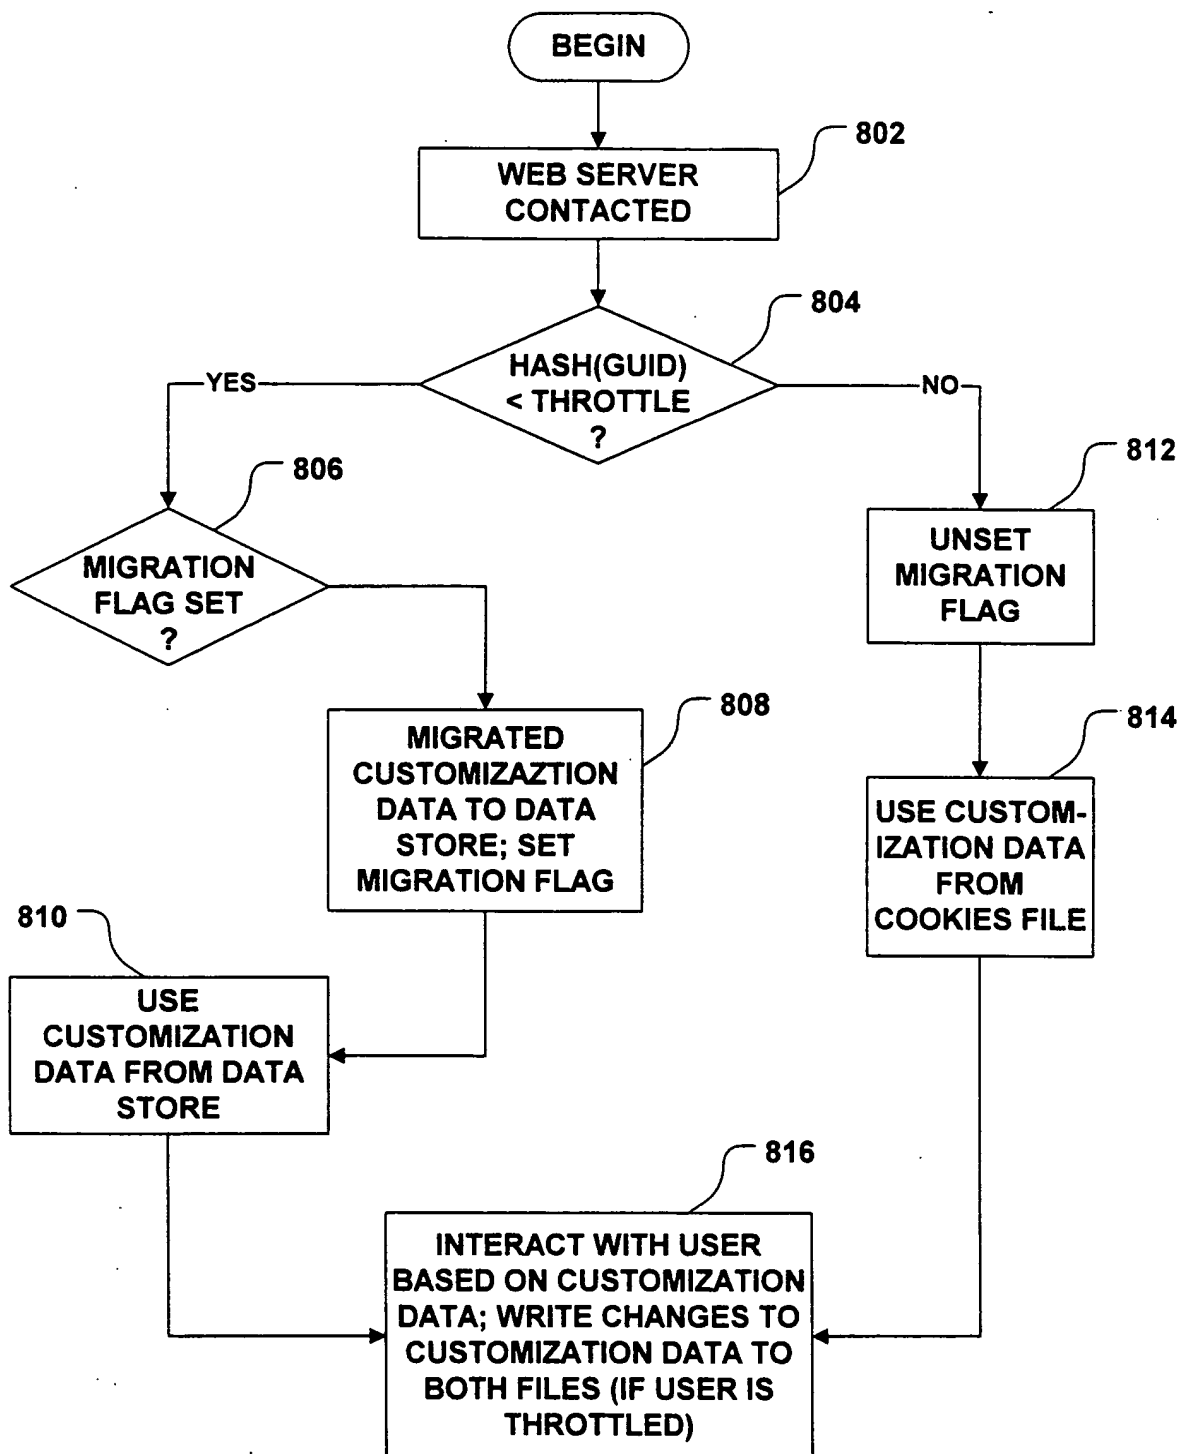 BEGIN
802
WEB SERVER
CONTACTED
804
HASH(GUID)
< THROTTLE
?
YES
NO
806
MIGRATION
FLAG SET
?
812
UNSET
MIGRATION
FLAG
808
MIGRATED
CUSTOMIZAZTION
DATA TO DATA
STORE; SET
MIGRATION FLAG
814
USE CUSTOM-
IZATION DATA
FROM
COOKIES FILE
810
USE
CUSTOMIZATION
DATA FROM DATA
STORE
816
INTERACT WITH USER
BASED ON CUSTOMIZATION
DATA; WRITE CHANGES TO
CUSTOMIZATION DATA TO
BOTH FILES (IF USER IS
THROTTLED)